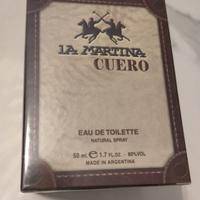 LA MARTINA
CUERO
EAU DE TOILETTE
NATURAL SPRAY
50 ml. e 1.7 FL.OZ - 80%VOL
MADE IN ARGENTINA